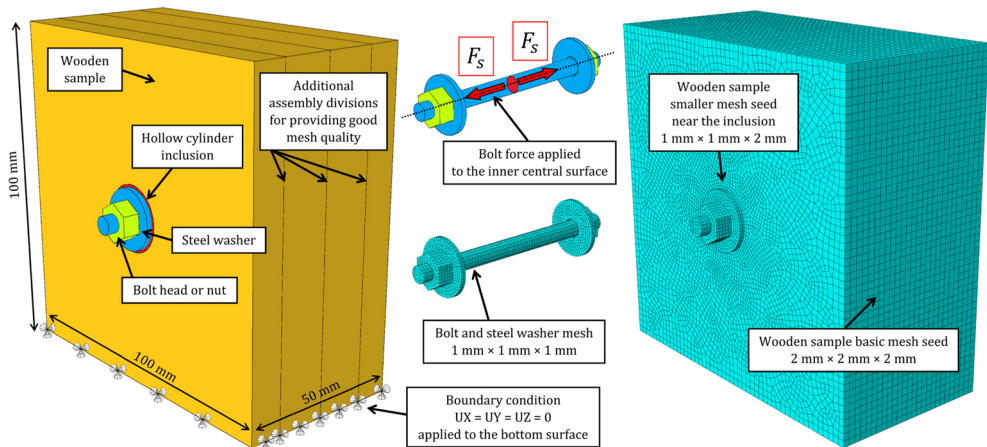 Wooden
sample
Additional
assembly divisions
for providing good
mesh quality
Hollow cylinder
inclusion
Steel washer
Bolt head or nut
100 mm
100 mm
50 mm
Boundary condition
UX = UY = UZ = 0
applied to the bottom surface
Fs
Fs
Bolt force applied
to the inner central surface
Bolt and steel washer mesh
1 mm × 1 mm × 1 mm
Wooden sample
smaller mesh seed
near the inclusion
1 mm × 1 mm × 2 mm
Wooden sample basic mesh seed
2 mm × 2 mm × 2 mm